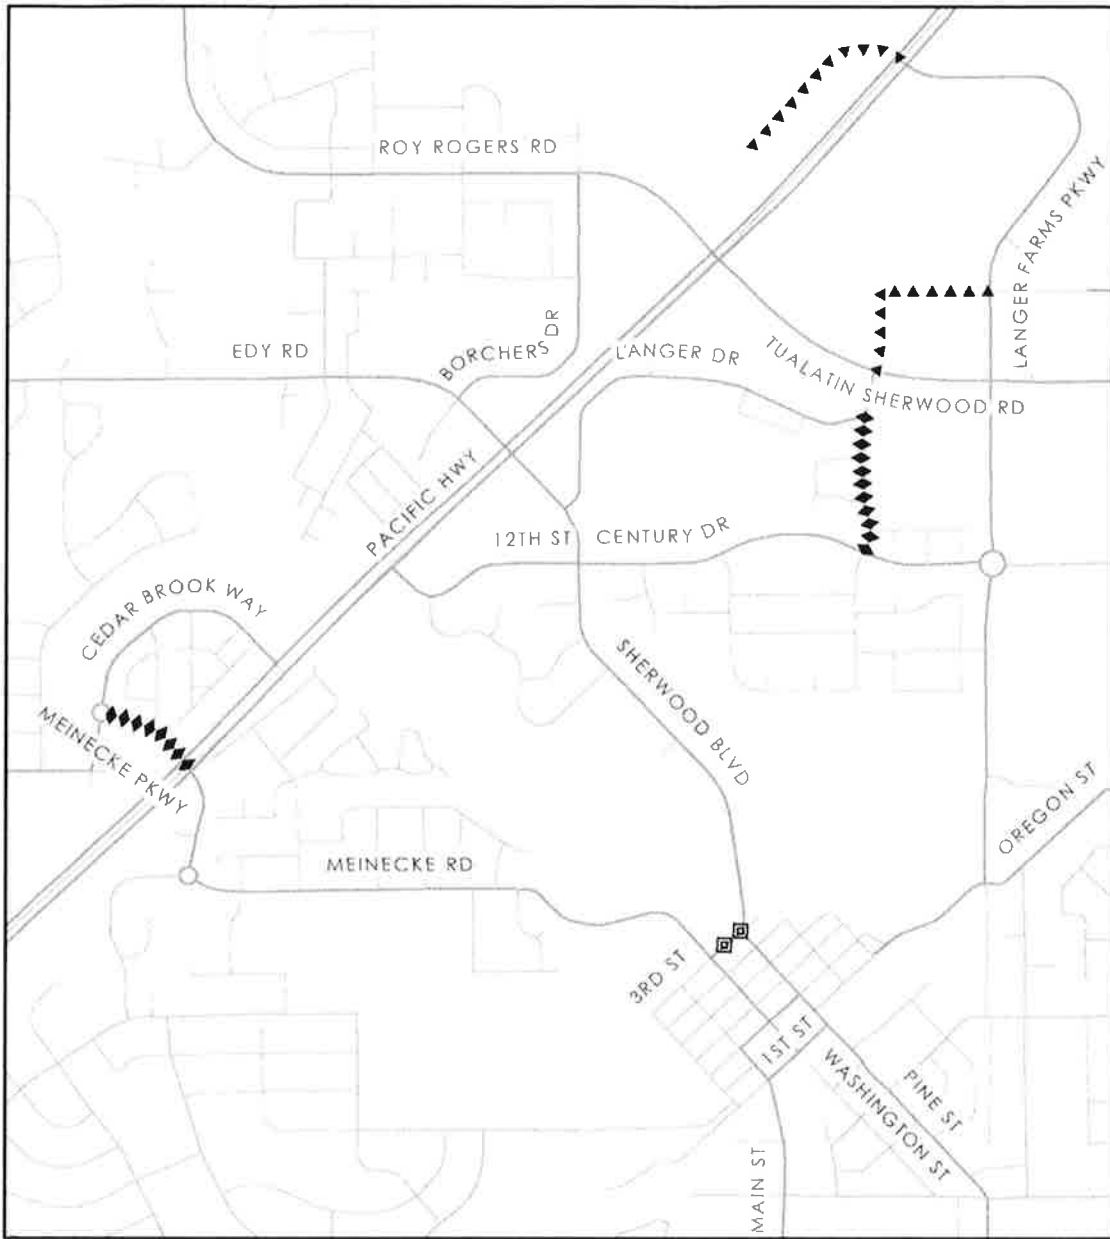 ROY ROGERS RD
LANGER FARMS PKWY
EDY RD
BORCHERS DR
LANGER DR
TUALATIN SHERWOOD RD
PACIFIC HWY
12TH ST
CENTURY DR
CEDAR BROOK WAY
SHERWOOD BLVD
MEINECKE PKWY
OREGON ST
MEINECKE RD
3RD ST
1ST ST
WASHINGTON ST
PINE ST
MAIN ST